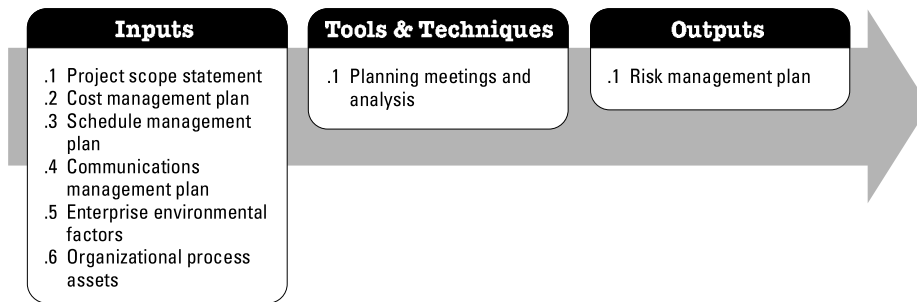 Inputs
.1 Project scope statement
.2 Cost management plan
.3 Schedule management
plan
.4 Communications
management plan
.5 Enterprise environmental
factors
.6 Organizational process
assets
Tools & Techniques
.1 Planning meetings and
analysis
Outputs
.1 Risk management plan